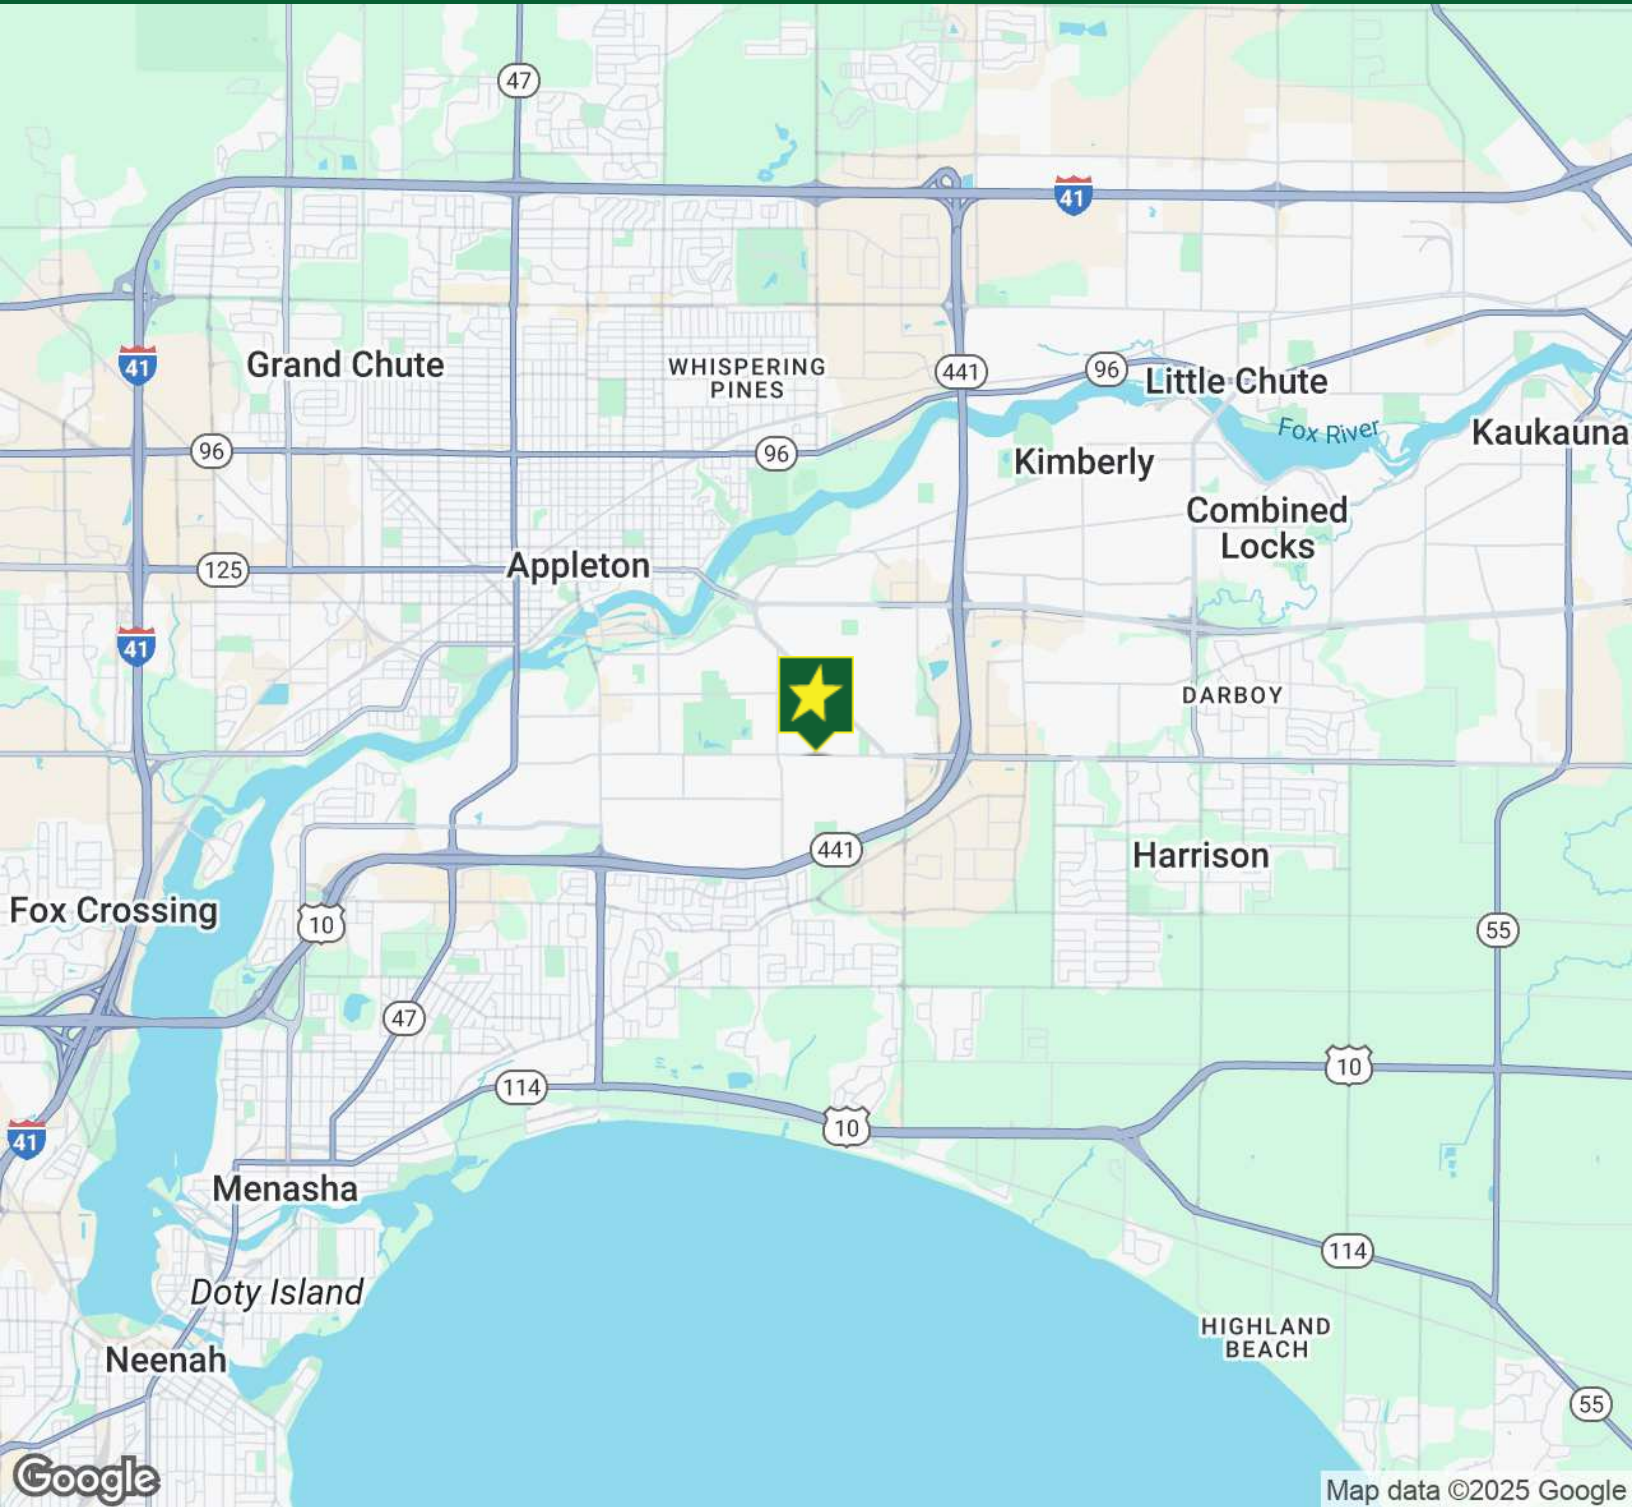 47
41
41
Grand Chute
WHISPERING
PINES
441
96
Little Chute
Fox River
Kaukauna
96
96
Kimberly
Combined
Locks
125
Appleton
41
DARBOY
441
Harrison
Fox Crossing
10
55
47
10
114
10
41
Menasha
114
Doty Island
HIGHLAND
BEACH
Neenah
55
Google
Map data ©2025 Google